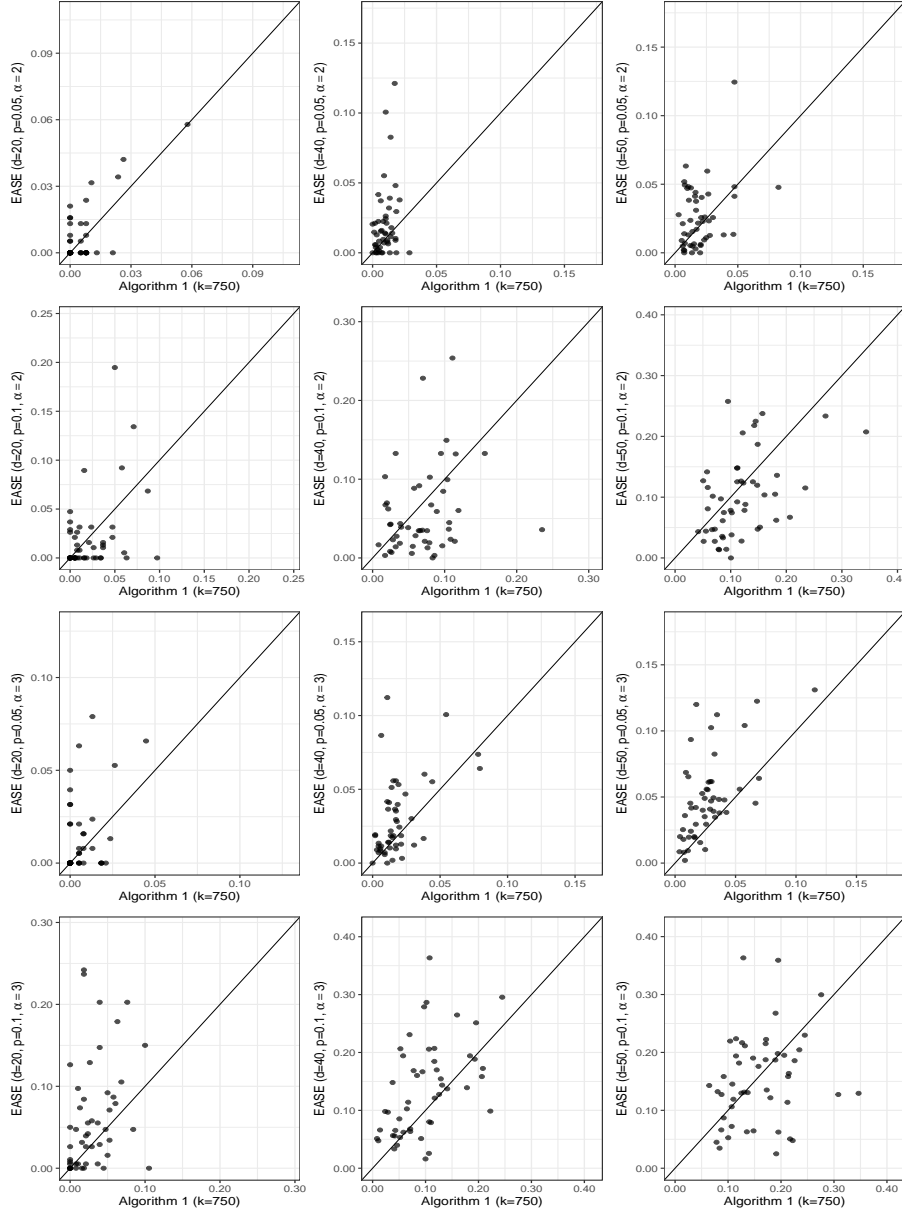 EASE (d=20, p=0.05, α = 2)
0.09
0.06
0.03
0.00
0.00 0.03 0.06 0.09
Algorithm 1 (k=750)
EASE (d=40, p=0.05, α = 2)
0.15
0.10
0.05
0.00
0.00 0.05 0.10 0.15
Algorithm 1 (k=750)
EASE (d=50, p=0.05, α = 2)
0.15
0.10
0.05
0.00
0.00 0.05 0.10 0.15
Algorithm 1 (k=750)
EASE (d=20, p=0.1, α = 2)
0.25
0.20
0.15
0.10
0.05
0.00
0.00 0.05 0.10 0.15 0.20 0.25
Algorithm 1 (k=750)
EASE (d=40, p=0.1, α = 2)
0.30
0.20
0.10
0.00
0.00 0.10 0.20 0.30
Algorithm 1 (k=750)
EASE (d=50, p=0.1, α = 2)
0.40
0.30
0.20
0.10
0.00
0.00 0.10 0.20 0.30 0.40
Algorithm 1 (k=750)
EASE (d=20, p=0.05, α = 3)
0.10
0.05
0.00
0.00 0.05 0.10
Algorithm 1 (k=750)
EASE (d=40, p=0.05, α = 3)
0.15
0.10
0.05
0.00
0.00 0.05 0.10 0.15
Algorithm 1 (k=750)
EASE (d=50, p=0.05, α = 3)
0.15
0.10
0.05
0.00
0.00 0.05 0.10 0.15
Algorithm 1 (k=750)
EASE (d=20, p=0.1, α = 3)
0.30
0.20
0.10
0.00
0.00 0.10 0.20 0.30
Algorithm 1 (k=750)
EASE (d=40, p=0.1, α = 3)
0.40
0.30
0.20
0.10
0.00
0.00 0.10 0.20 0.30 0.40
Algorithm 1 (k=750)
EASE (d=50, p=0.1, α = 3)
0.40
0.30
0.20
0.10
0.00
0.00 0.10 0.20 0.30 0.40
Algorithm 1 (k=750)